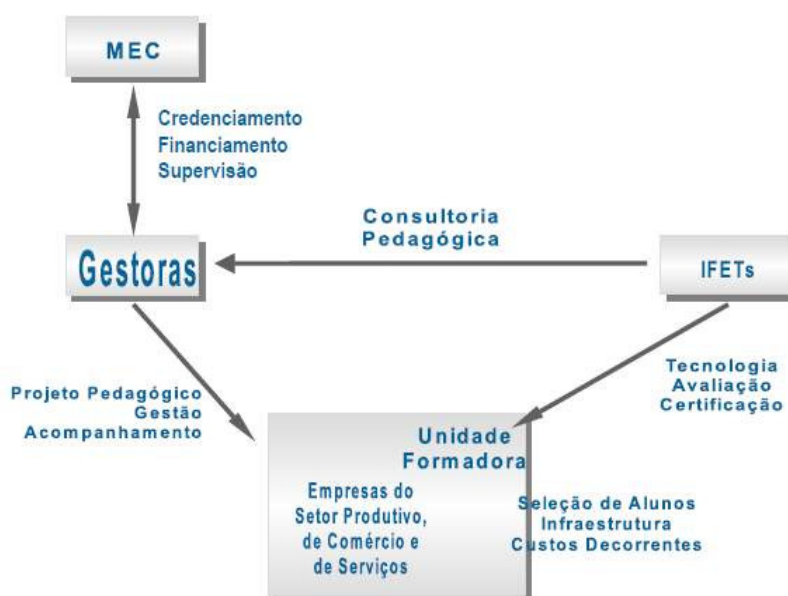 MEC
Credenciamento
Financiamento
Supervisão
Consultoria
Pedagógica
Gestoras
IFETs
Projeto Pedagógico
Gestão
Acompanhamento
Tecnologia
Avaliação
Certificação
Unidade
Formadora
Empresas do
Setor Produtivo,
de Comércio e
de Serviços
Seleção de Alunos
Infraestrutura
Custos Decorrentes